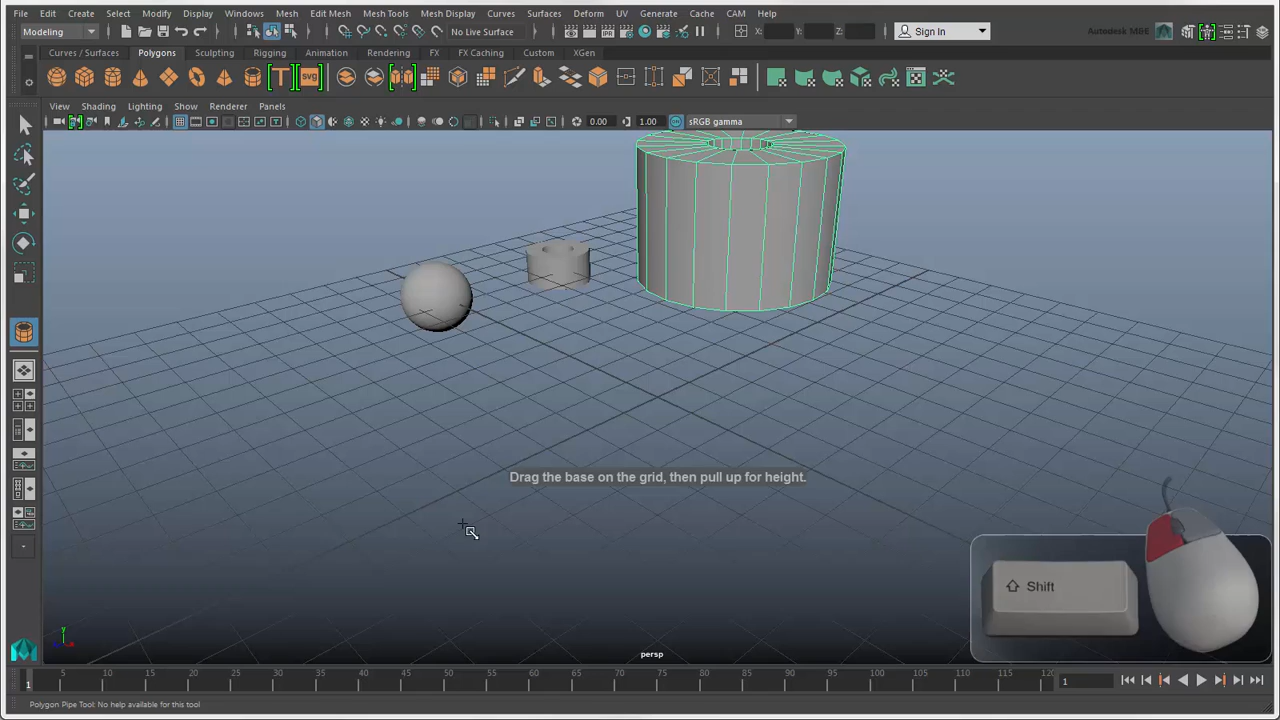 File Edit Create Select Modify Display Windows Mesh Edit Mesh Mesh Tools Mesh Display Curves Surfaces Deform UV Generate Cache CAM Help
Modeling No Live Surface X: Y: Z: Sign In Autodesk M&E
Curves / Surfaces Polygons Sculpting Rigging Animation Rendering FX FX Caching Custom XGen
T svg
View Shading Lighting Show Renderer Panels
0.00 1.00 sRGB gamma
Drag the base on the grid, then pull up for height.
Shift
y
persp
5 10 15 20 25 30 35 40 45 50 55 60 65 70 75 80 85 90 95 100 105 110 115 120
1 1
Polygon Pipe Tool: No help available for this tool